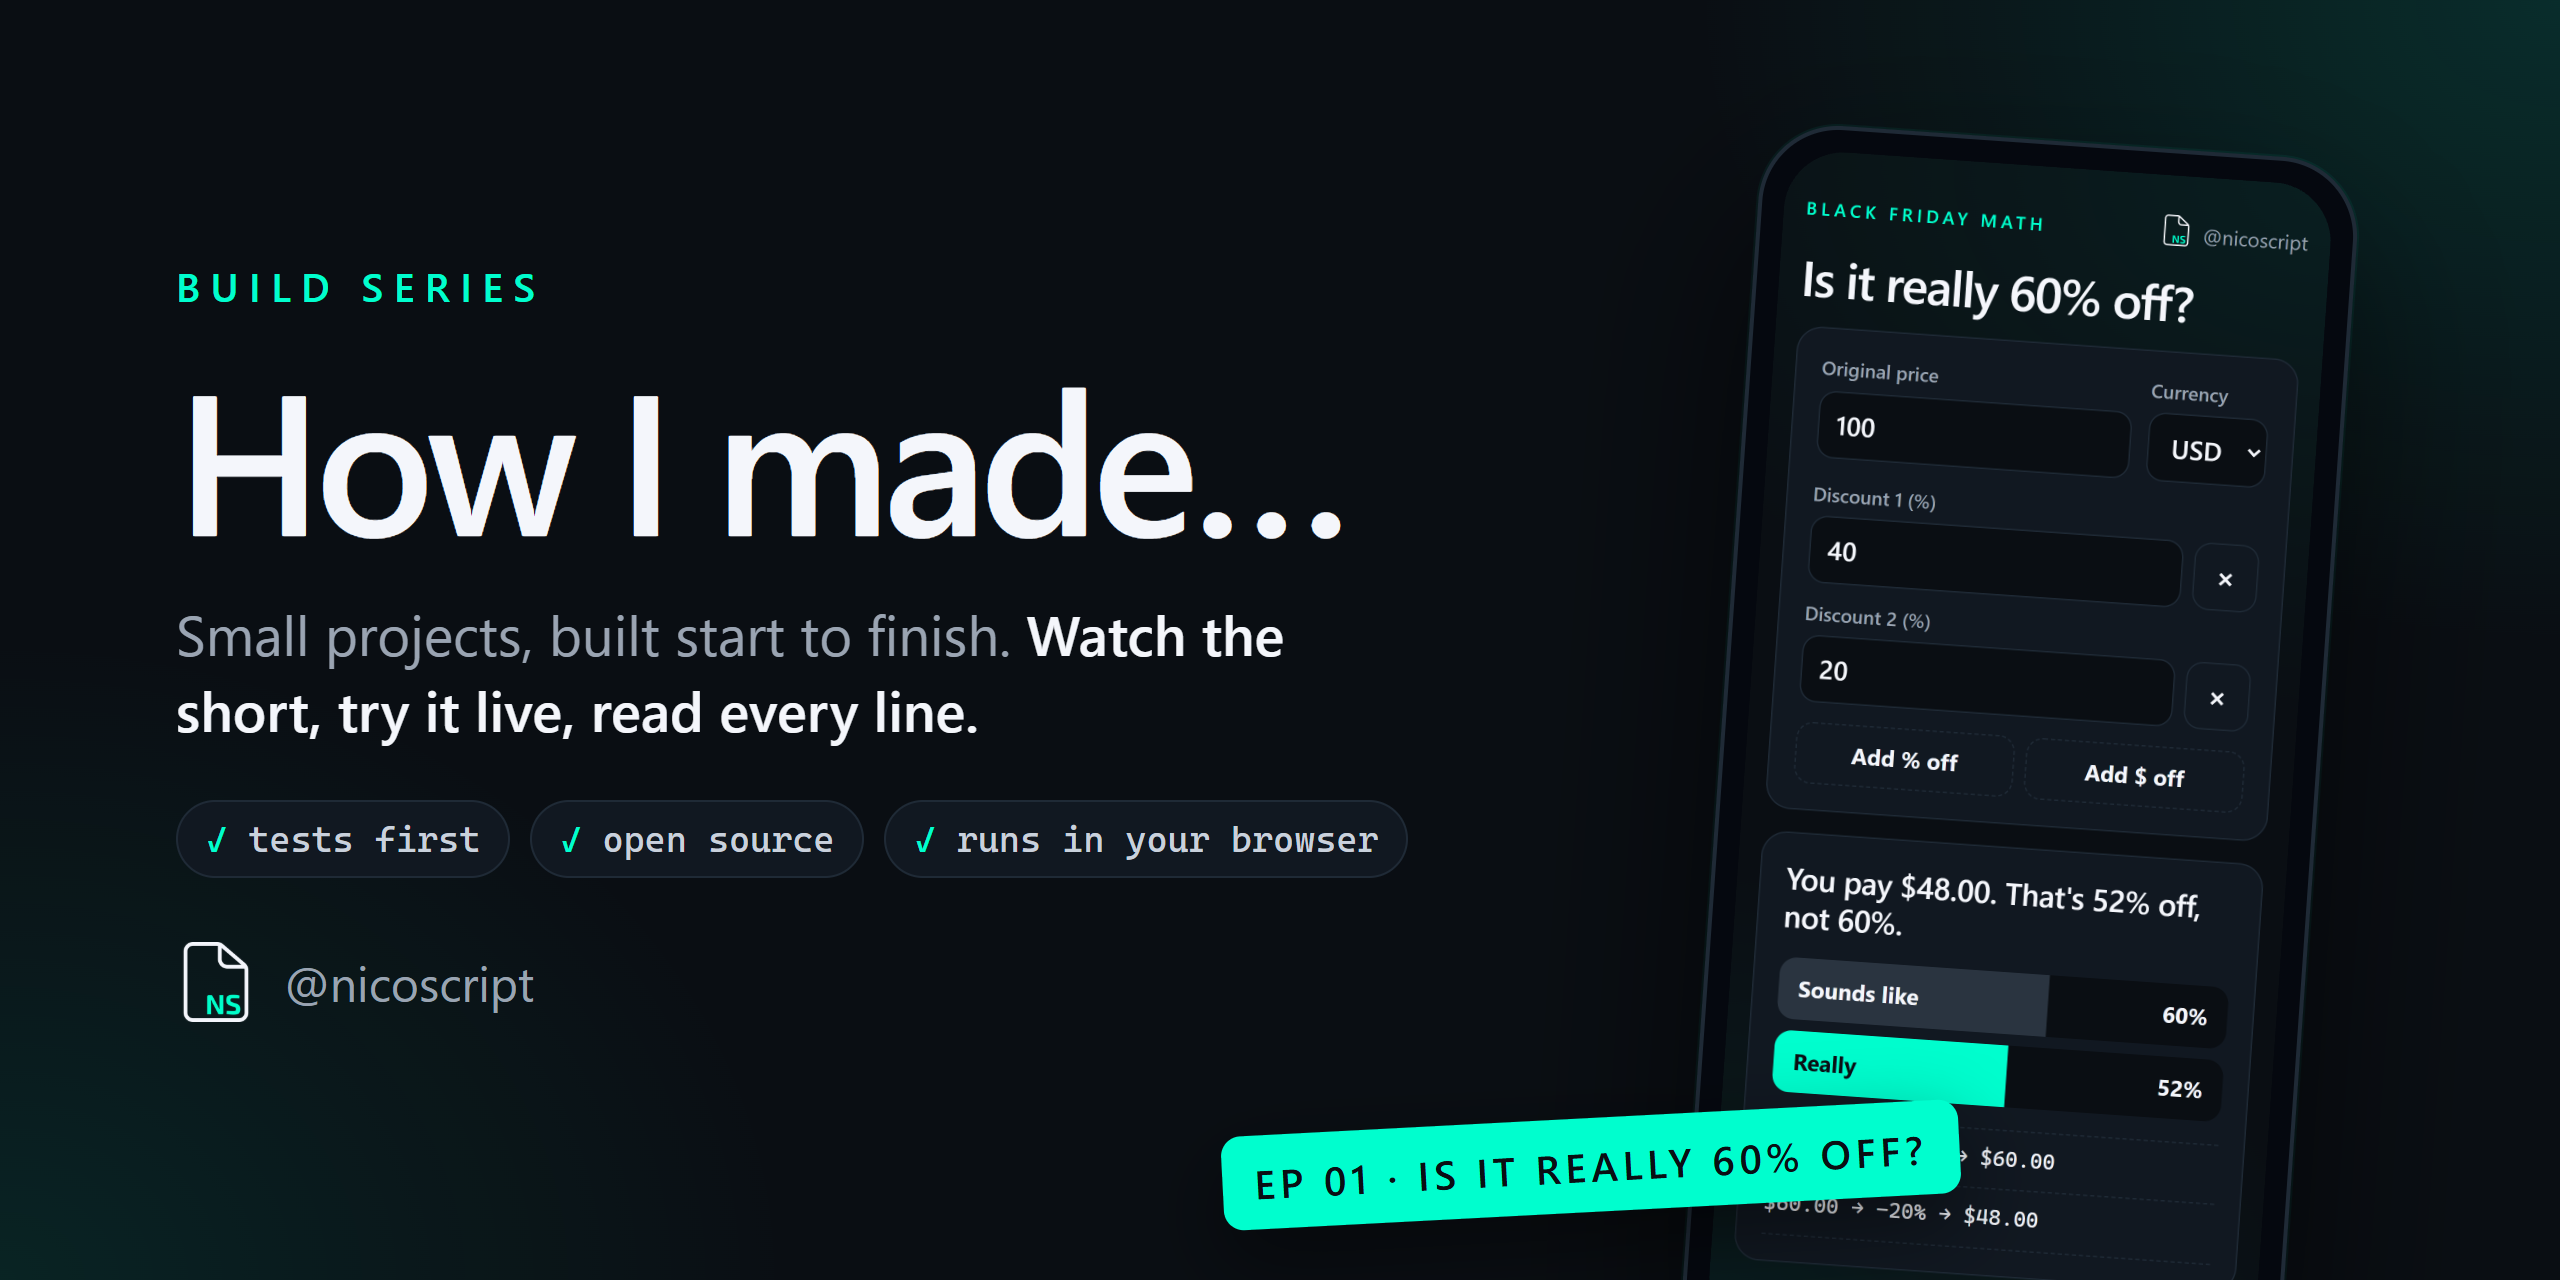 BUILD SERIES
How I made...
Small projects, built start to finish. Watch the
short, try it live, read every line.
✓ tests first
✓ open source
✓ runs in your browser
NS
@nicoscript
BLACK FRIDAY MATH
NS
@nicoscript
Is it really 60% off?
Original price
Currency
100
USD
Discount 1 (%)
40
×
Discount 2 (%)
20
×
Add % off
Add $ off
You pay $48.00. That's 52% off,
not 60%.
Sounds like
60%
Really
52%
→ $60.00
$60.00 → −20% → $48.00
EP 01 · IS IT REALLY 60% OFF?